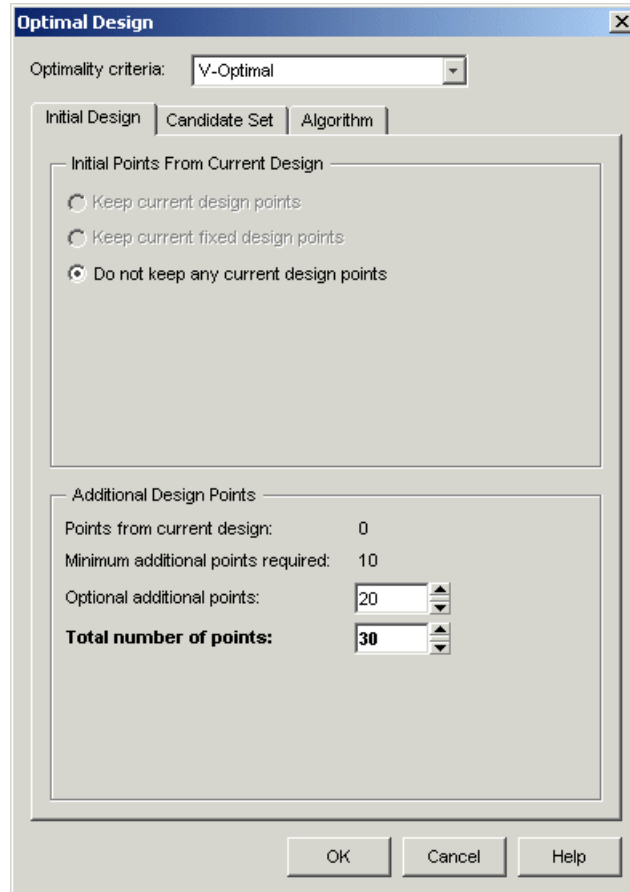 Optimal Design
Optimality criteria: V-Optimal
Initial Design Candidate Set Algorithm
Initial Points From Current Design
Keep current design points
Keep current fixed design points
Do not keep any current design points
Additional Design Points
Points from current design: 0
Minimum additional points required: 10
Optional additional points: 20
Total number of points: 30
OK Cancel Help